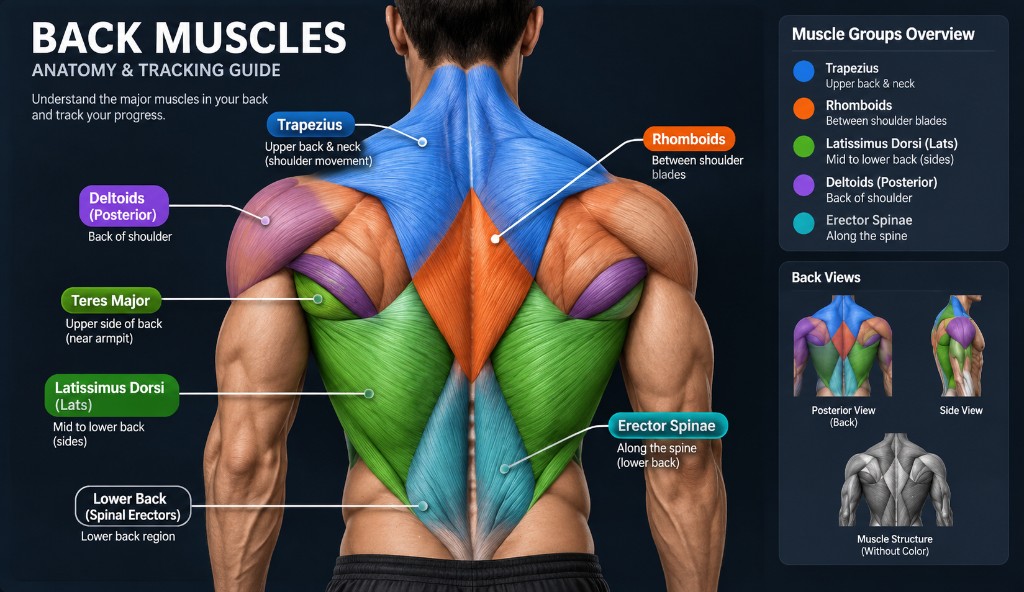 BACK MUSCLES
ANATOMY & TRACKING GUIDE
Understand the major muscles in your back
and track your progress.
Trapezius
Upper back & neck
(shoulder movement)
Rhomboids
Between shoulder
blades
Deltoids
(Posterior)
Back of shoulder
Teres Major
Upper side of back
(near armpit)
Latissimus Dorsi
(Lats)
Mid to lower back
(sides)
Erector Spinae
Along the spine
(lower back)
Lower Back
(Spinal Erectors)
Lower back region
Muscle Groups Overview
Trapezius
Upper back & neck
Rhomboids
Between shoulder blades
Latissimus Dorsi (Lats)
Mid to lower back (sides)
Deltoids (Posterior)
Back of shoulder
Erector Spinae
Along the spine
Back Views
Posterior View
(Back)
Side View
Muscle Structure
(Without Color)